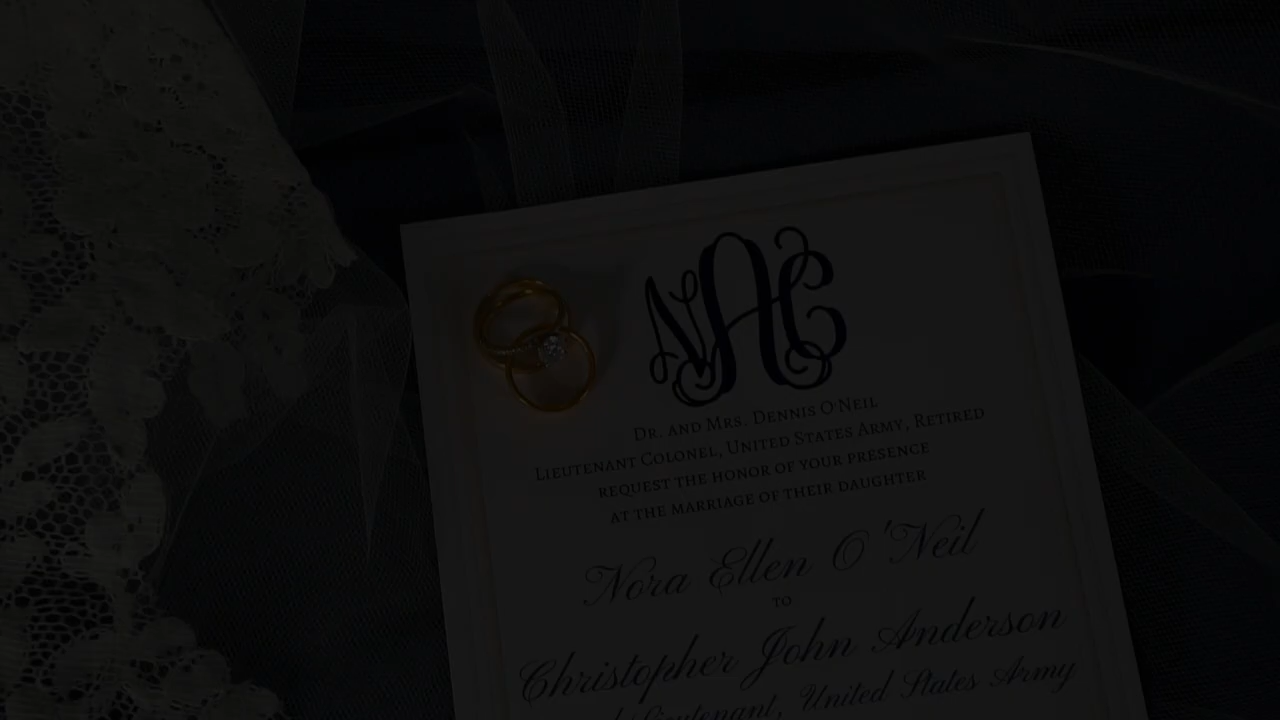 NAC
Dr. and Mrs. Dennis O'Neil
Lieutenant Colonel, United States Army, Retired
request the honor of your presence
at the marriage of their daughter
Nora Ellen O'Neil
to
Christopher John Anderson
Lieutenant, United States Army